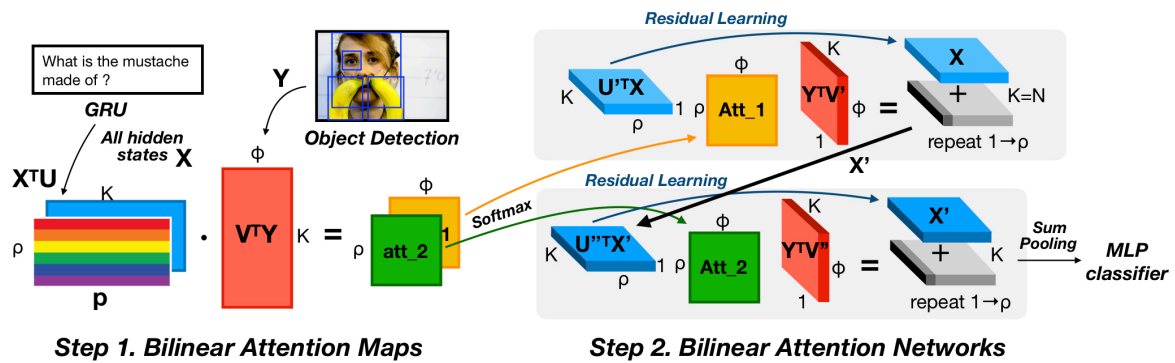 What is the mustache
made of ?
GRU
All hidden
states X
XᵀU
K
ρ
p
·
Y
Object Detection
Φ
VᵀY
K
=
Φ
att_2
1
ρ
Softmax
Step 1. Bilinear Attention Maps
Residual Learning
U'ᵀX
K
1
ρ
Φ
ρ
Att_1
K
YᵀV'
Φ
1
=
X
+
K=N
repeat 1→ρ
X'
Residual Learning
U''ᵀX'
K
1
ρ
Φ
ρ
Att_2
K
YᵀV''
Φ
1
=
X'
+
K
repeat 1→ρ
Sum
Pooling
MLP
classifier
Step 2. Bilinear Attention Networks